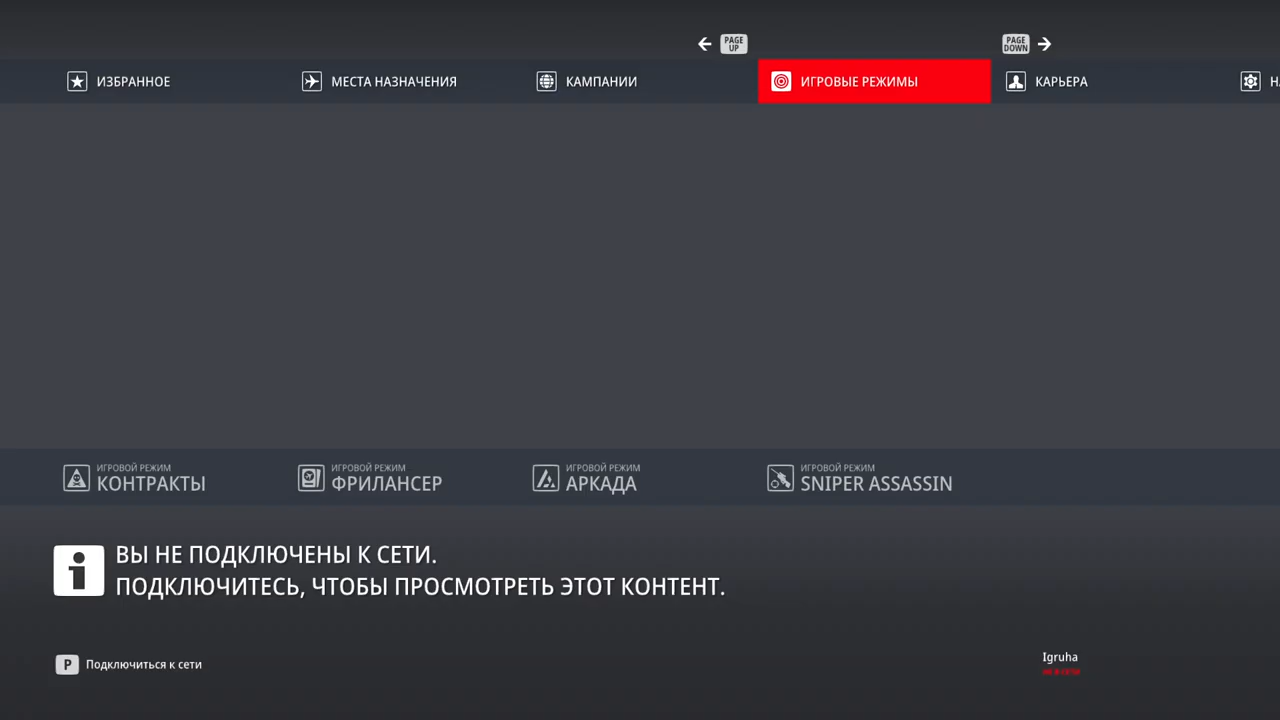 PAGE UP
PAGE DOWN
ИЗБРАННОЕ
МЕСТА НАЗНАЧЕНИЯ
КАМПАНИИ
ИГРОВЫЕ РЕЖИМЫ
КАРЬЕРА
ИГРОВОЙ РЕЖИМ
КОНТРАКТЫ
ИГРОВОЙ РЕЖИМ
ФРИЛАНСЕР
ИГРОВОЙ РЕЖИМ
АРКАДА
ИГРОВОЙ РЕЖИМ
SNIPER ASSASSIN
ВЫ НЕ ПОДКЛЮЧЕНЫ К СЕТИ.
ПОДКЛЮЧИТЕСЬ, ЧТОБЫ ПРОСМОТРЕТЬ ЭТОТ КОНТЕНТ.
P Подключиться к сети
Igruha